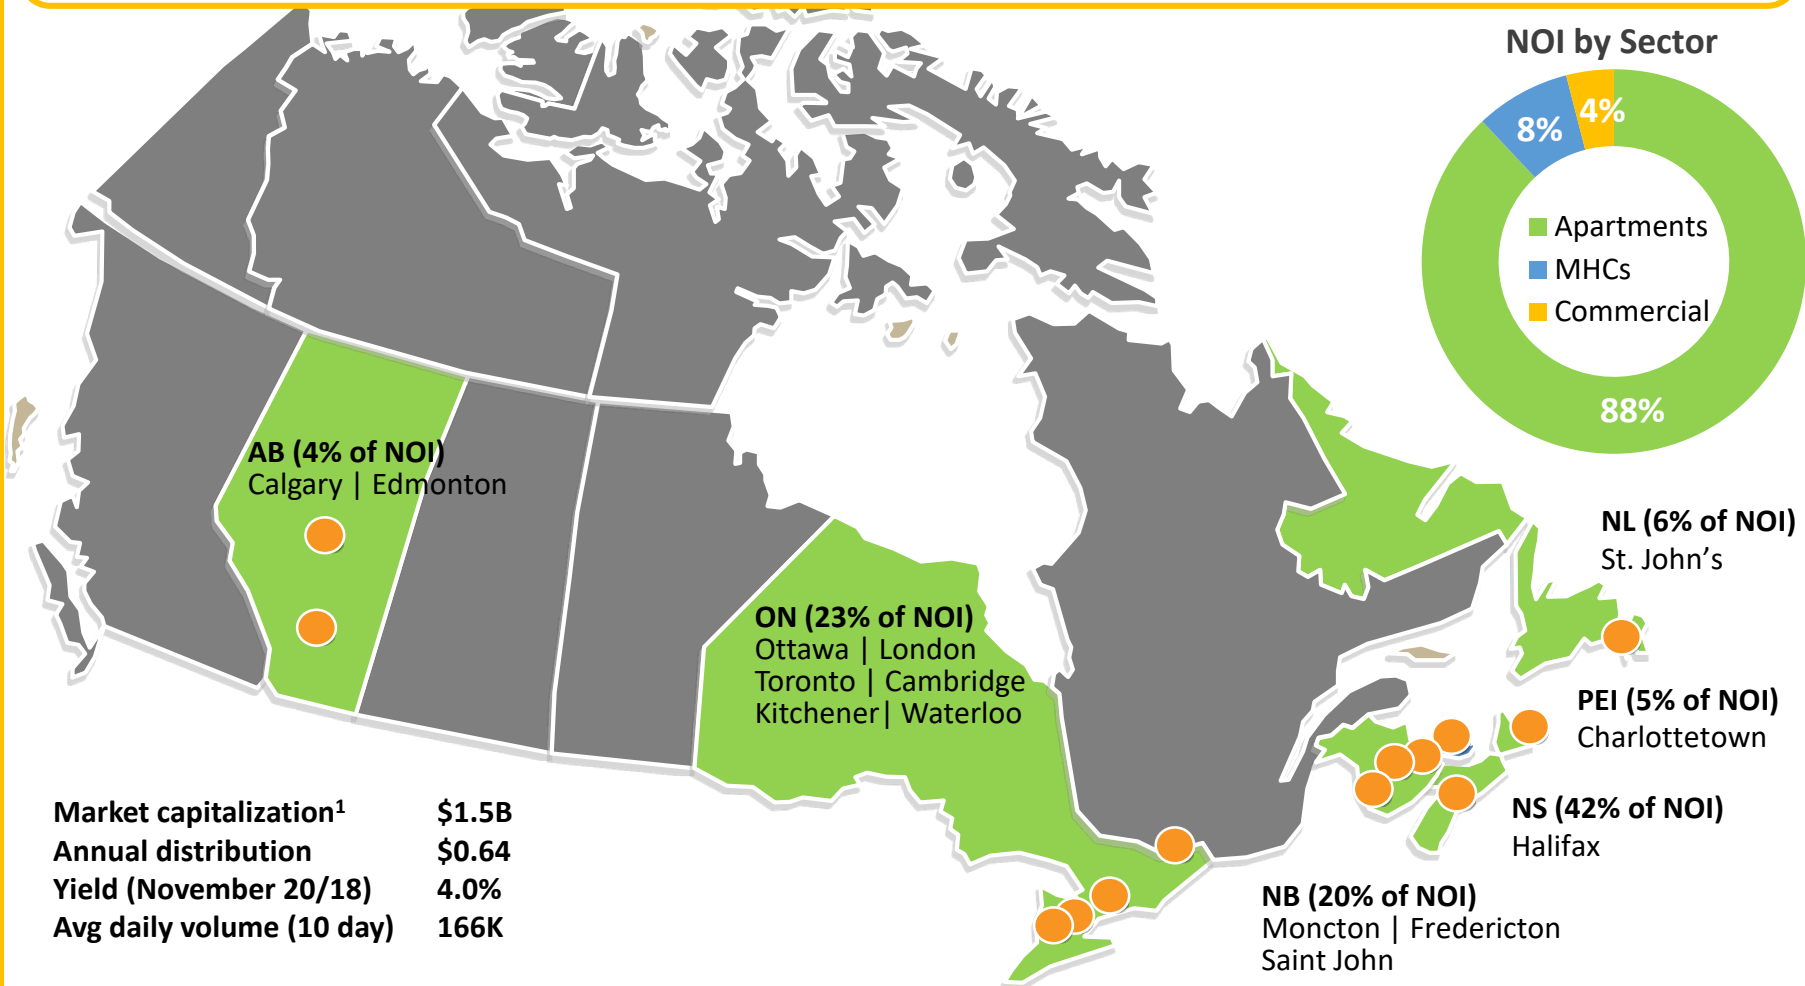 NOI by Sector
4%
8%
Apartments
MHCs
Commercial
88%
AB (4% of NOI)
Calgary | Edmonton
NL (6% of NOI)
St. John’s
ON (23% of NOI)
Ottawa | London
Toronto | Cambridge
Kitchener| Waterloo
PEI (5% of NOI)
Charlottetown
NS (42% of NOI)
Halifax
Market capitalization¹ $1.5B
Annual distribution $0.64
Yield (November 20/18) 4.0%
Avg daily volume (10 day) 166K
NB (20% of NOI)
Moncton | Fredericton
Saint John